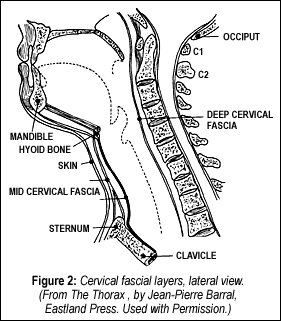 OCCIPUT
C1
C2
DEEP CERVICAL
FASCIA
MANDIBLE
HYOID BONE
SKIN
MID CERVICAL FASCIA
STERNUM
CLAVICLE
Figure 2: Cervical fascial layers, lateral view.
(From The Thorax , by Jean-Pierre Barral,
Eastland Press. Used with Permission.)